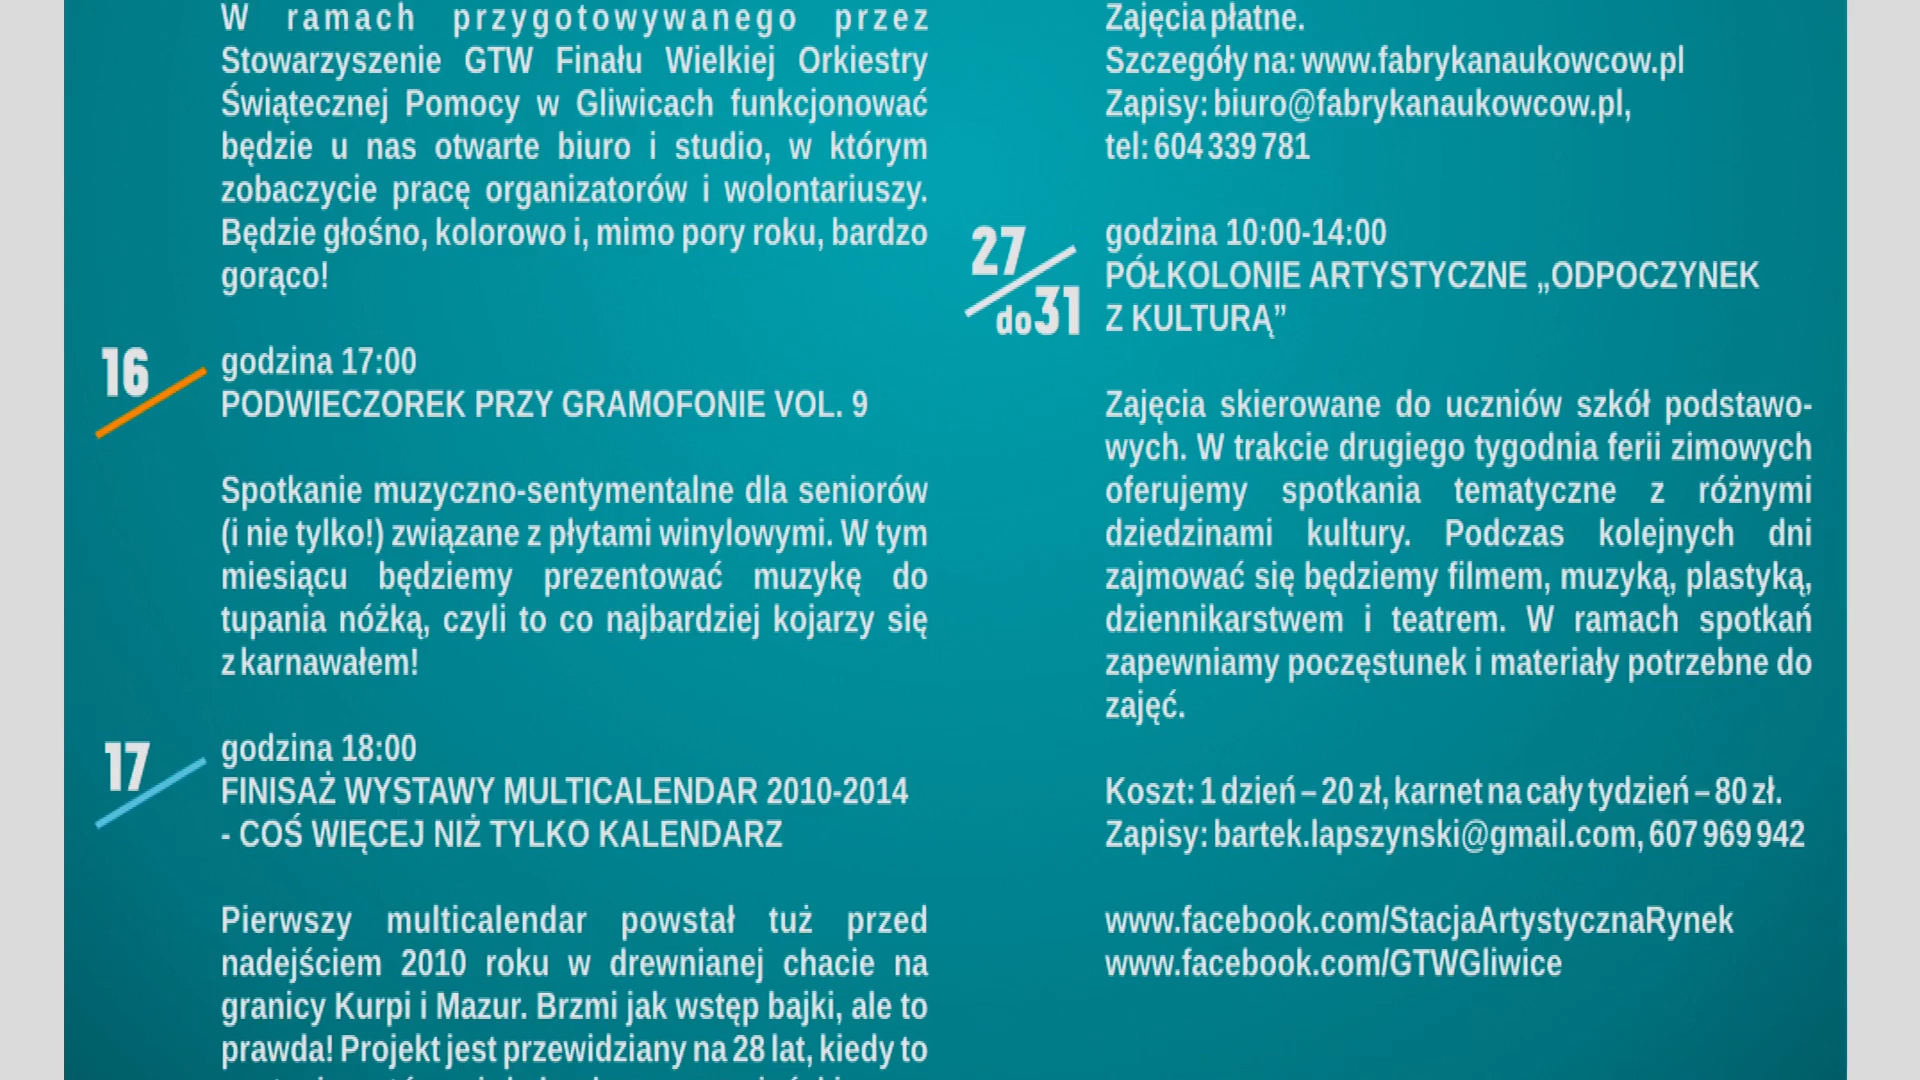 W ramach przygotowywanego przez
Stowarzyszenie GTW Finału Wielkiej Orkiestry
Świątecznej Pomocy w Gliwicach funkcjonować
będzie u nas otwarte biuro i studio, w którym
zobaczycie pracę organizatorów i wolontariuszy.
Będzie głośno, kolorowo i, mimo pory roku, bardzo
gorąco!
16
godzina 17:00
PODWIECZOREK PRZY GRAMOFONIE VOL. 9
Spotkanie muzyczno-sentymentalne dla seniorów
(i nie tylko!) związane z płytami winylowymi. W tym
miesiącu będziemy prezentować muzykę do
tupania nóżką, czyli to co najbardziej kojarzy się
z karnawałem!
17
godzina 18:00
FINISAŻ WYSTAWY MULTICALENDAR 2010-2014
- COŚ WIĘCEJ NIŻ TYLKO KALENDARZ
Pierwszy multicalendar powstał tuż przed
nadejściem 2010 roku w drewnianej chacie na
granicy Kurpi i Mazur. Brzmi jak wstęp bajki, ale to
prawda! Projekt jest przewidziany na 28 lat, kiedy to
Zajęcia płatne.
Szczegóły na: www.fabrykanaukowcow.pl
Zapisy: biuro@fabrykanaukowcow.pl,
tel: 604 339 781
27
do 31
godzina 10:00-14:00
PÓŁKOLONIE ARTYSTYCZNE „ODPOCZYNEK
Z KULTURĄ”
Zajęcia skierowane do uczniów szkół podstawo-
wych. W trakcie drugiego tygodnia ferii zimowych
oferujemy spotkania tematyczne z różnymi
dziedzinami kultury. Podczas kolejnych dni
zajmować się będziemy filmem, muzyką, plastyką,
dziennikarstwem i teatrem. W ramach spotkań
zapewniamy poczęstunek i materiały potrzebne do
zajęć.
Koszt: 1 dzień – 20 zł, karnet na cały tydzień – 80 zł.
Zapisy: bartek.lapszynski@gmail.com, 607 969 942
www.facebook.com/StacjaArtystycznaRynek
www.facebook.com/GTWGliwice